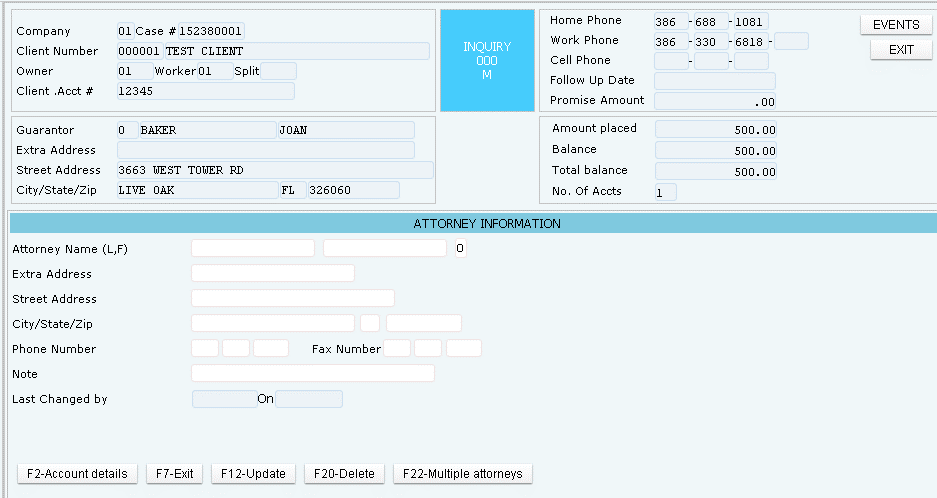 Company 01 Case # 152380001
Client Number 000001 TEST CLIENT
Owner 01 Worker 01 Split
Client .Acct # 12345
INQUIRY
000
M
Home Phone 386 - 688 - 1081
Work Phone 386 - 330 - 6818 -
Cell Phone - -
Follow Up Date
Promise Amount .00
EVENTS
EXIT
Guarantor 0 BAKER JOAN
Extra Address
Street Address 3663 WEST TOWER RD
City/State/Zip LIVE OAK FL 326060
Amount placed 500.00
Balance 500.00
Total balance 500.00
No. Of Accts 1
ATTORNEY INFORMATION
Attorney Name (L,F) O
Extra Address
Street Address
City/State/Zip
Phone Number Fax Number
Note
Last Changed by On
F2-Account details F7-Exit F12-Update F20-Delete F22-Multiple attorneys